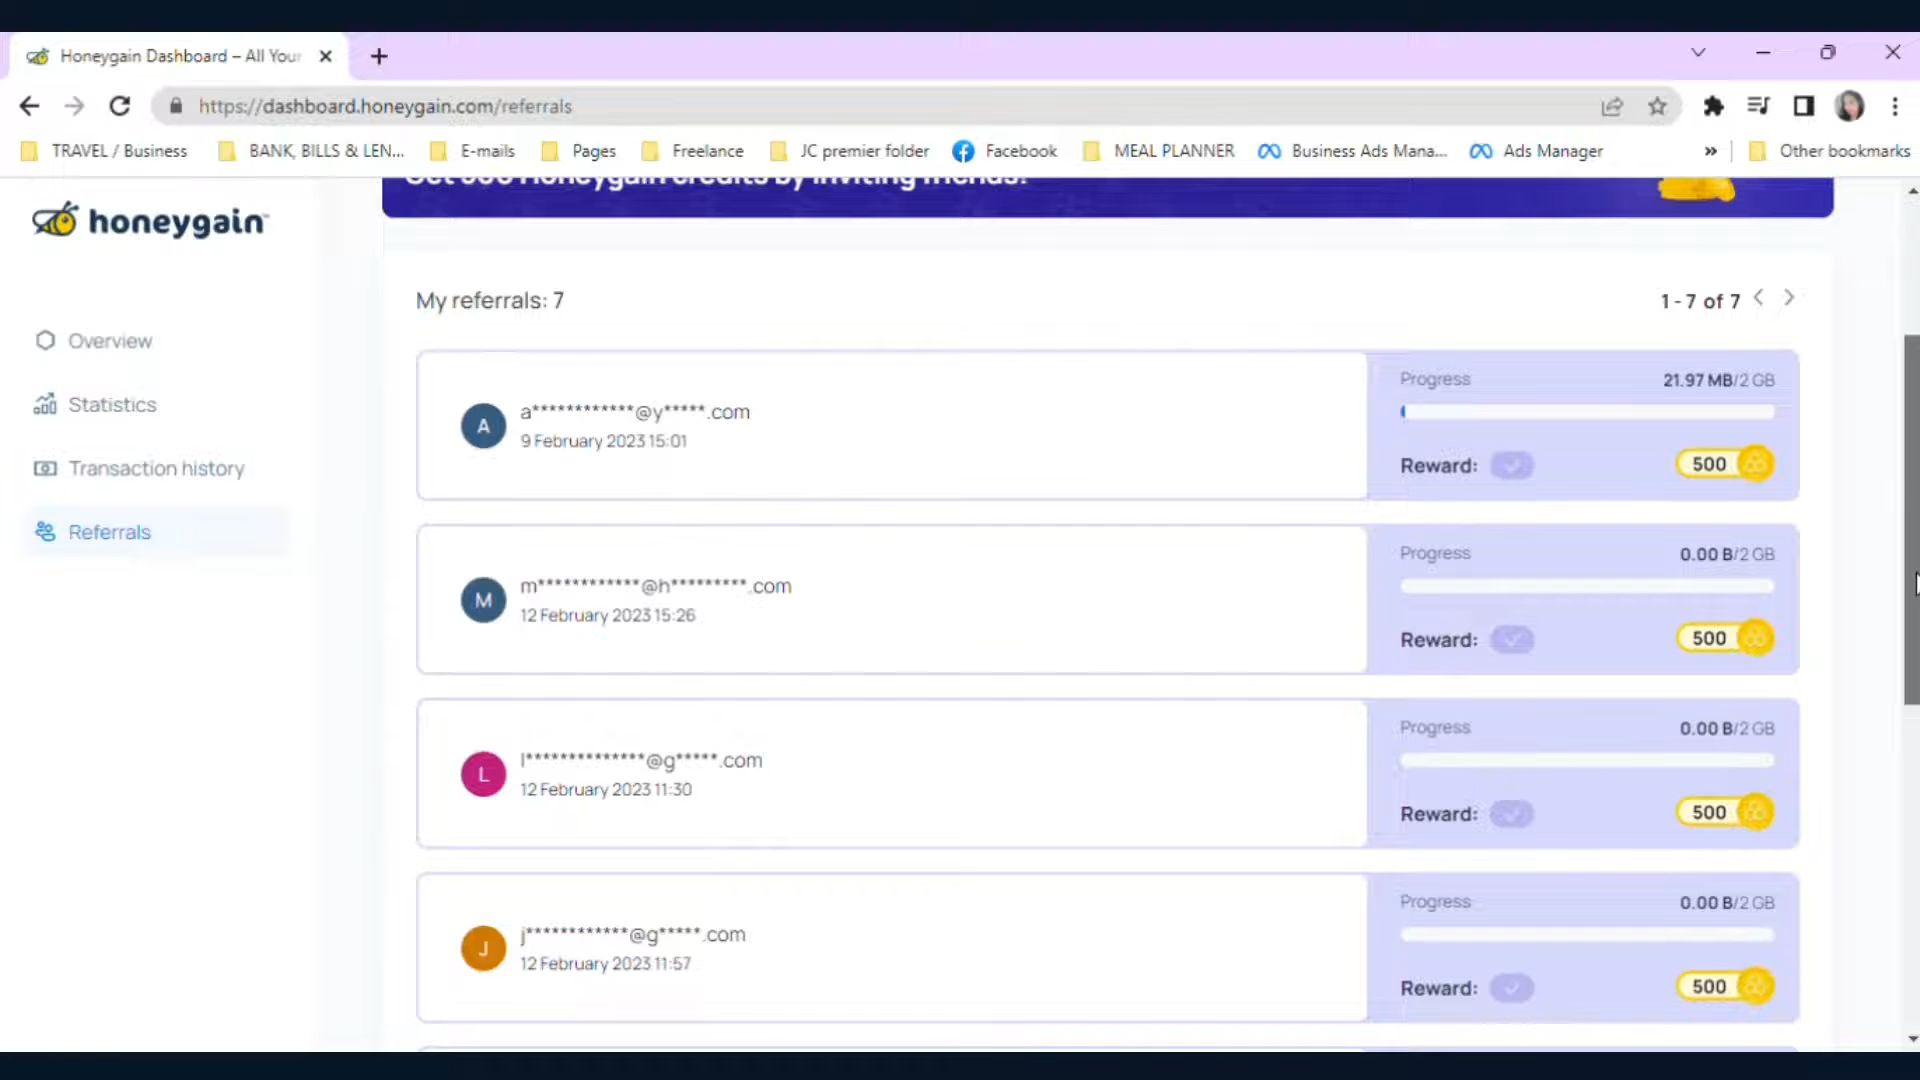 Honeygain Dashboard – All Your
https://dashboard.honeygain.com/referrals
TRAVEL / Business BANK, BILLS & LEN... E-mails Pages Freelance JC premier folder Facebook MEAL PLANNER Business Ads Mana... Ads Manager » Other bookmarks
Get 500 Honeygain credits by inviting friends!
honeygain
Overview
Statistics
Transaction history
Referrals
My referrals: 7
1 - 7 of 7
A
a************@y*****.com
9 February 2023 15:01
Progress 21.97 MB/2 GB
Reward: 500
M
m************@h*********.com
12 February 2023 15:26
Progress 0.00 B/2 GB
Reward: 500
L
l**************@g*****.com
12 February 2023 11:30
Progress 0.00 B/2 GB
Reward: 500
J
j************@g*****.com
12 February 2023 11:57
Progress 0.00 B/2 GB
Reward: 500